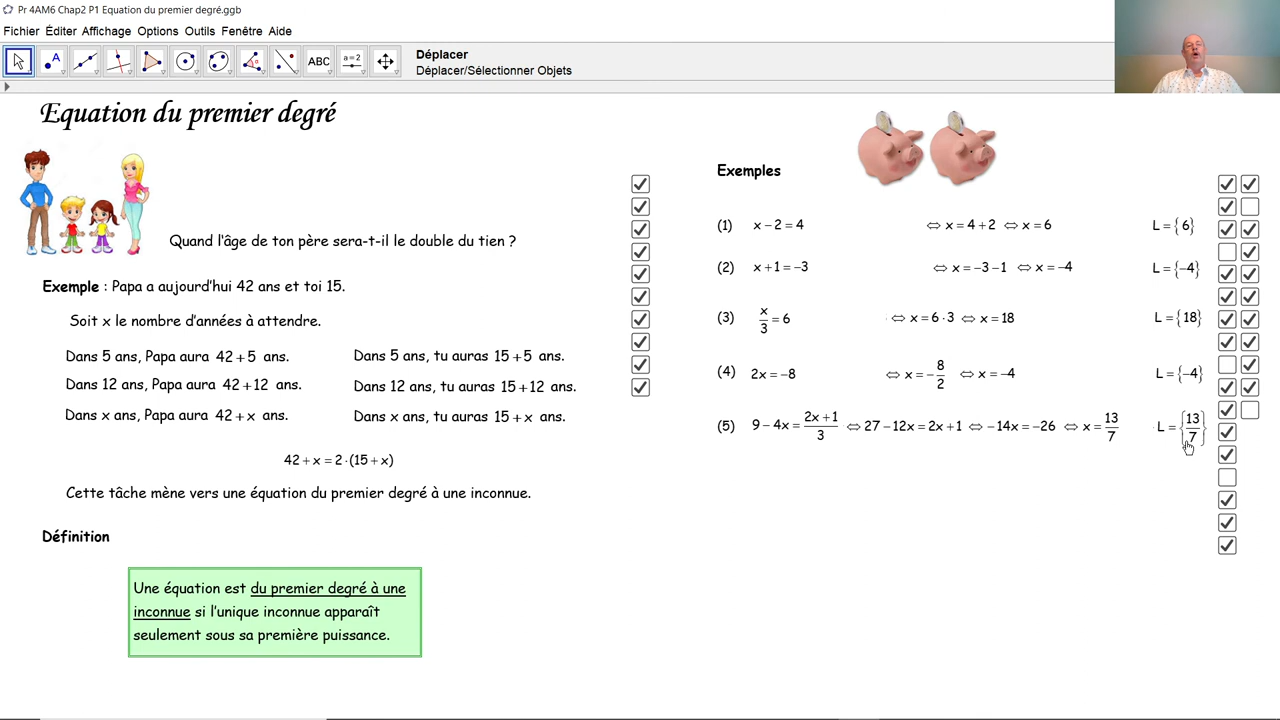 Pr 4AM6 Chap2 P1 Equation du premier degré.ggb
Fichier Éditer Affichage Options Outils Fenêtre Aide
A ABC a=2
Déplacer
Déplacer/Sélectionner Objets
Equation du premier degré
Quand l'âge de ton père sera-t-il le double du tien ?
Exemple : Papa a aujourd'hui 42 ans et toi 15.
Soit x le nombre d'années à attendre.
Dans 5 ans, Papa aura 42+5 ans. Dans 5 ans, tu auras 15+5 ans.
Dans 12 ans, Papa aura 42+12 ans. Dans 12 ans, tu auras 15+12 ans.
Dans x ans, Papa aura 42+x ans. Dans x ans, tu auras 15+x ans.
42+x=2·(15+x)
Cette tâche mène vers une équation du premier degré à une inconnue.
Définition
Une équation est du premier degré à une
inconnue si l'unique inconnue apparaît
seulement sous sa première puissance.
Exemples
(1) x−2=4 ⇔ x=4+2 ⇔ x=6 L={6}
(2) x+1=−3 ⇔ x=−3−1 ⇔ x=−4 L={−4}
(3) x/3=6 ⇔ x=6·3 ⇔ x=18 L={18}
(4) 2x=−8 ⇔ x=−8/2 ⇔ x=−4 L={−4}
(5) 9−4x=(2x+1)/3 ⇔ 27−12x=2x+1 ⇔ −14x=−26 ⇔ x=13/7 L={13/7}